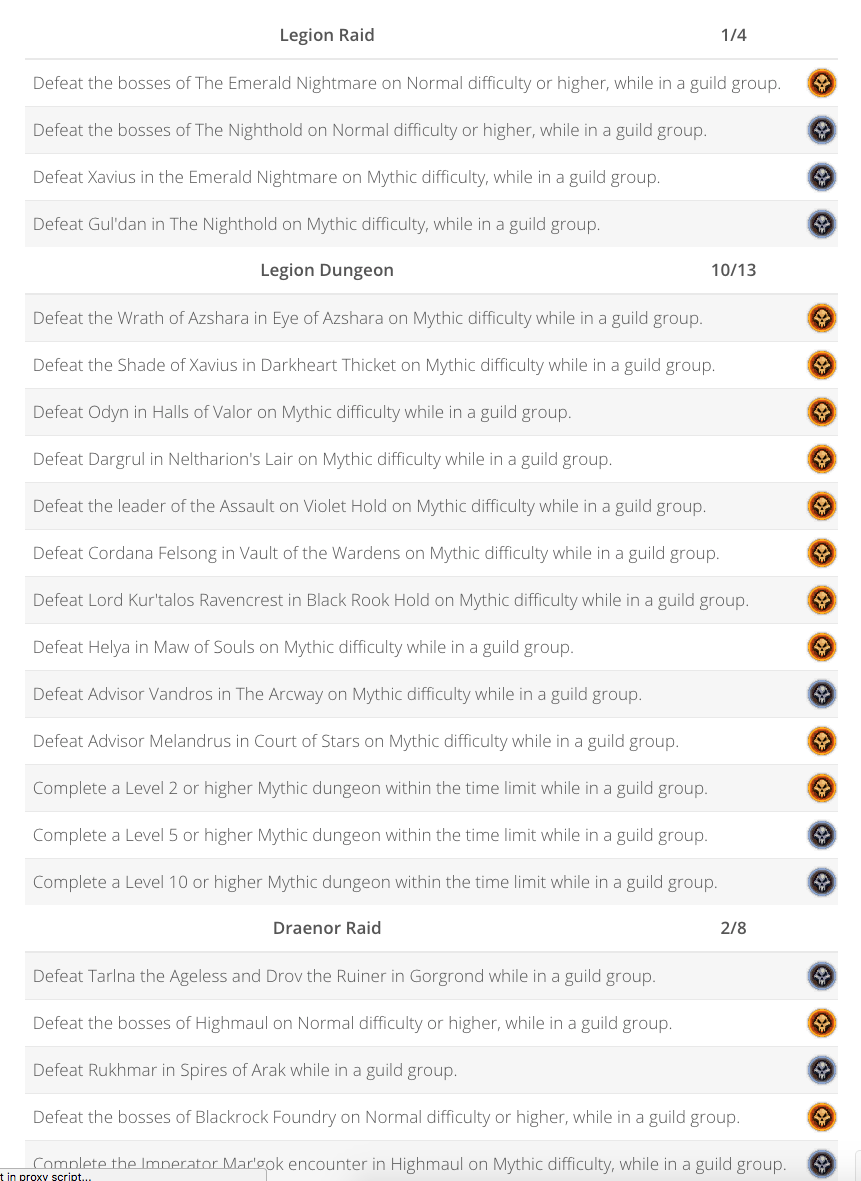 Legion Raid 1/4
Defeat the bosses of The Emerald Nightmare on Normal difficulty or higher, while in a guild group.
Defeat the bosses of The Nighthold on Normal difficulty or higher, while in a guild group.
Defeat Xavius in the Emerald Nightmare on Mythic difficulty, while in a guild group.
Defeat Gul'dan in The Nighthold on Mythic difficulty, while in a guild group.
Legion Dungeon 10/13
Defeat the Wrath of Azshara in Eye of Azshara on Mythic difficulty while in a guild group.
Defeat the Shade of Xavius in Darkheart Thicket on Mythic difficulty while in a guild group.
Defeat Odyn in Halls of Valor on Mythic difficulty while in a guild group.
Defeat Dargrul in Neltharion's Lair on Mythic difficulty while in a guild group.
Defeat the leader of the Assault on Violet Hold on Mythic difficulty while in a guild group.
Defeat Cordana Felsong in Vault of the Wardens on Mythic difficulty while in a guild group.
Defeat Lord Kur'talos Ravencrest in Black Rook Hold on Mythic difficulty while in a guild group.
Defeat Helya in Maw of Souls on Mythic difficulty while in a guild group.
Defeat Advisor Vandros in The Arcway on Mythic difficulty while in a guild group.
Defeat Advisor Melandrus in Court of Stars on Mythic difficulty while in a guild group.
Complete a Level 2 or higher Mythic dungeon within the time limit while in a guild group.
Complete a Level 5 or higher Mythic dungeon within the time limit while in a guild group.
Complete a Level 10 or higher Mythic dungeon within the time limit while in a guild group.
Draenor Raid 2/8
Defeat Tarlna the Ageless and Drov the Ruiner in Gorgrond while in a guild group.
Defeat the bosses of Highmaul on Normal difficulty or higher, while in a guild group.
Defeat Rukhmar in Spires of Arak while in a guild group.
Defeat the bosses of Blackrock Foundry on Normal difficulty or higher, while in a guild group.
Complete the Imperator Mar'gok encounter in Highmaul on Mythic difficulty, while in a guild group.
t in proxy script...